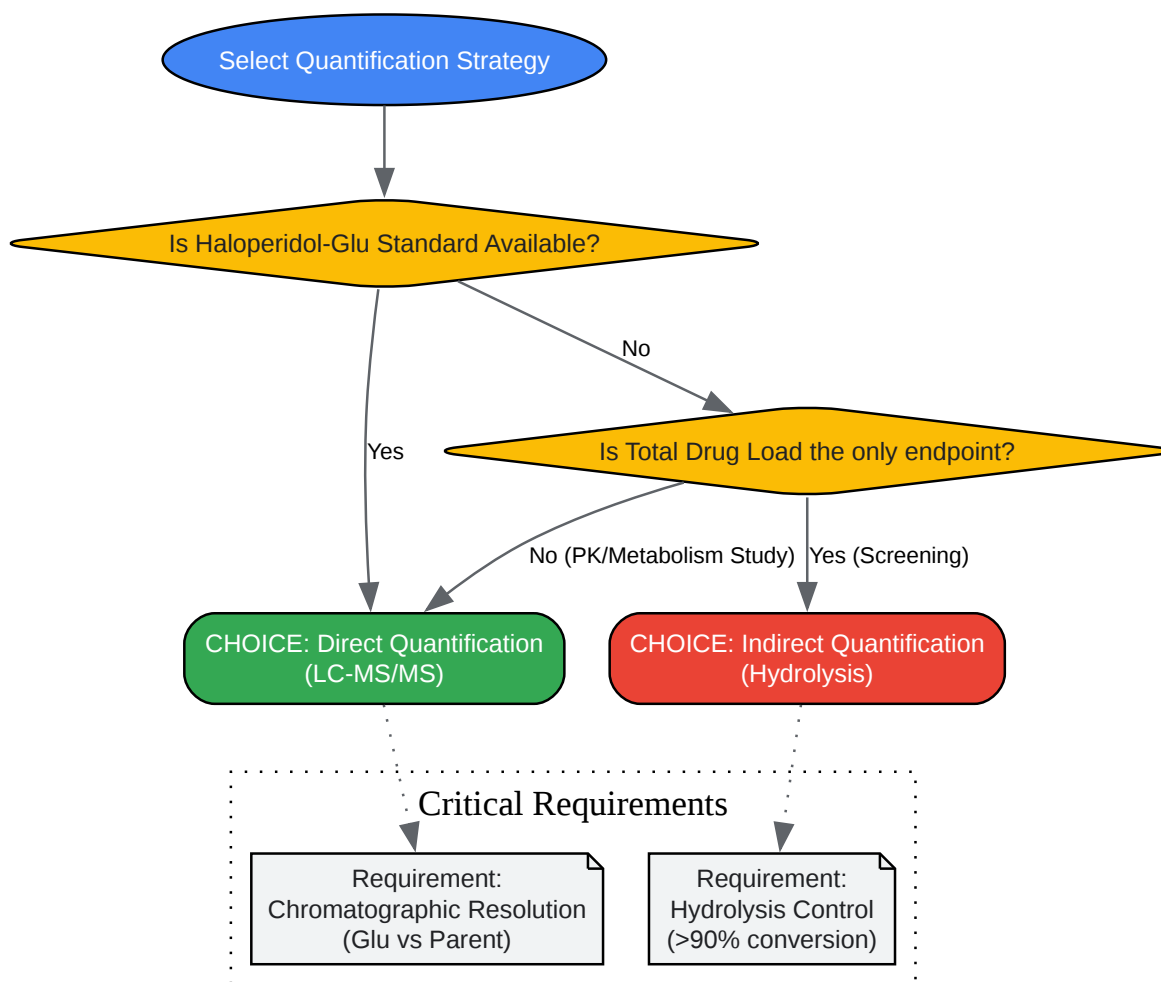 Select Quantification Strategy
Is Haloperidol-Glu Standard Available?
No
Yes
Is Total Drug Load the only endpoint?
No (PK/Metabolism Study)
Yes (Screening)
CHOICE: Direct Quantification
(LC-MS/MS)
CHOICE: Indirect Quantification
(Hydrolysis)
Critical Requirements
Requirement:
Chromatographic Resolution
(Glu vs Parent)
Requirement:
Hydrolysis Control
(>90% conversion)